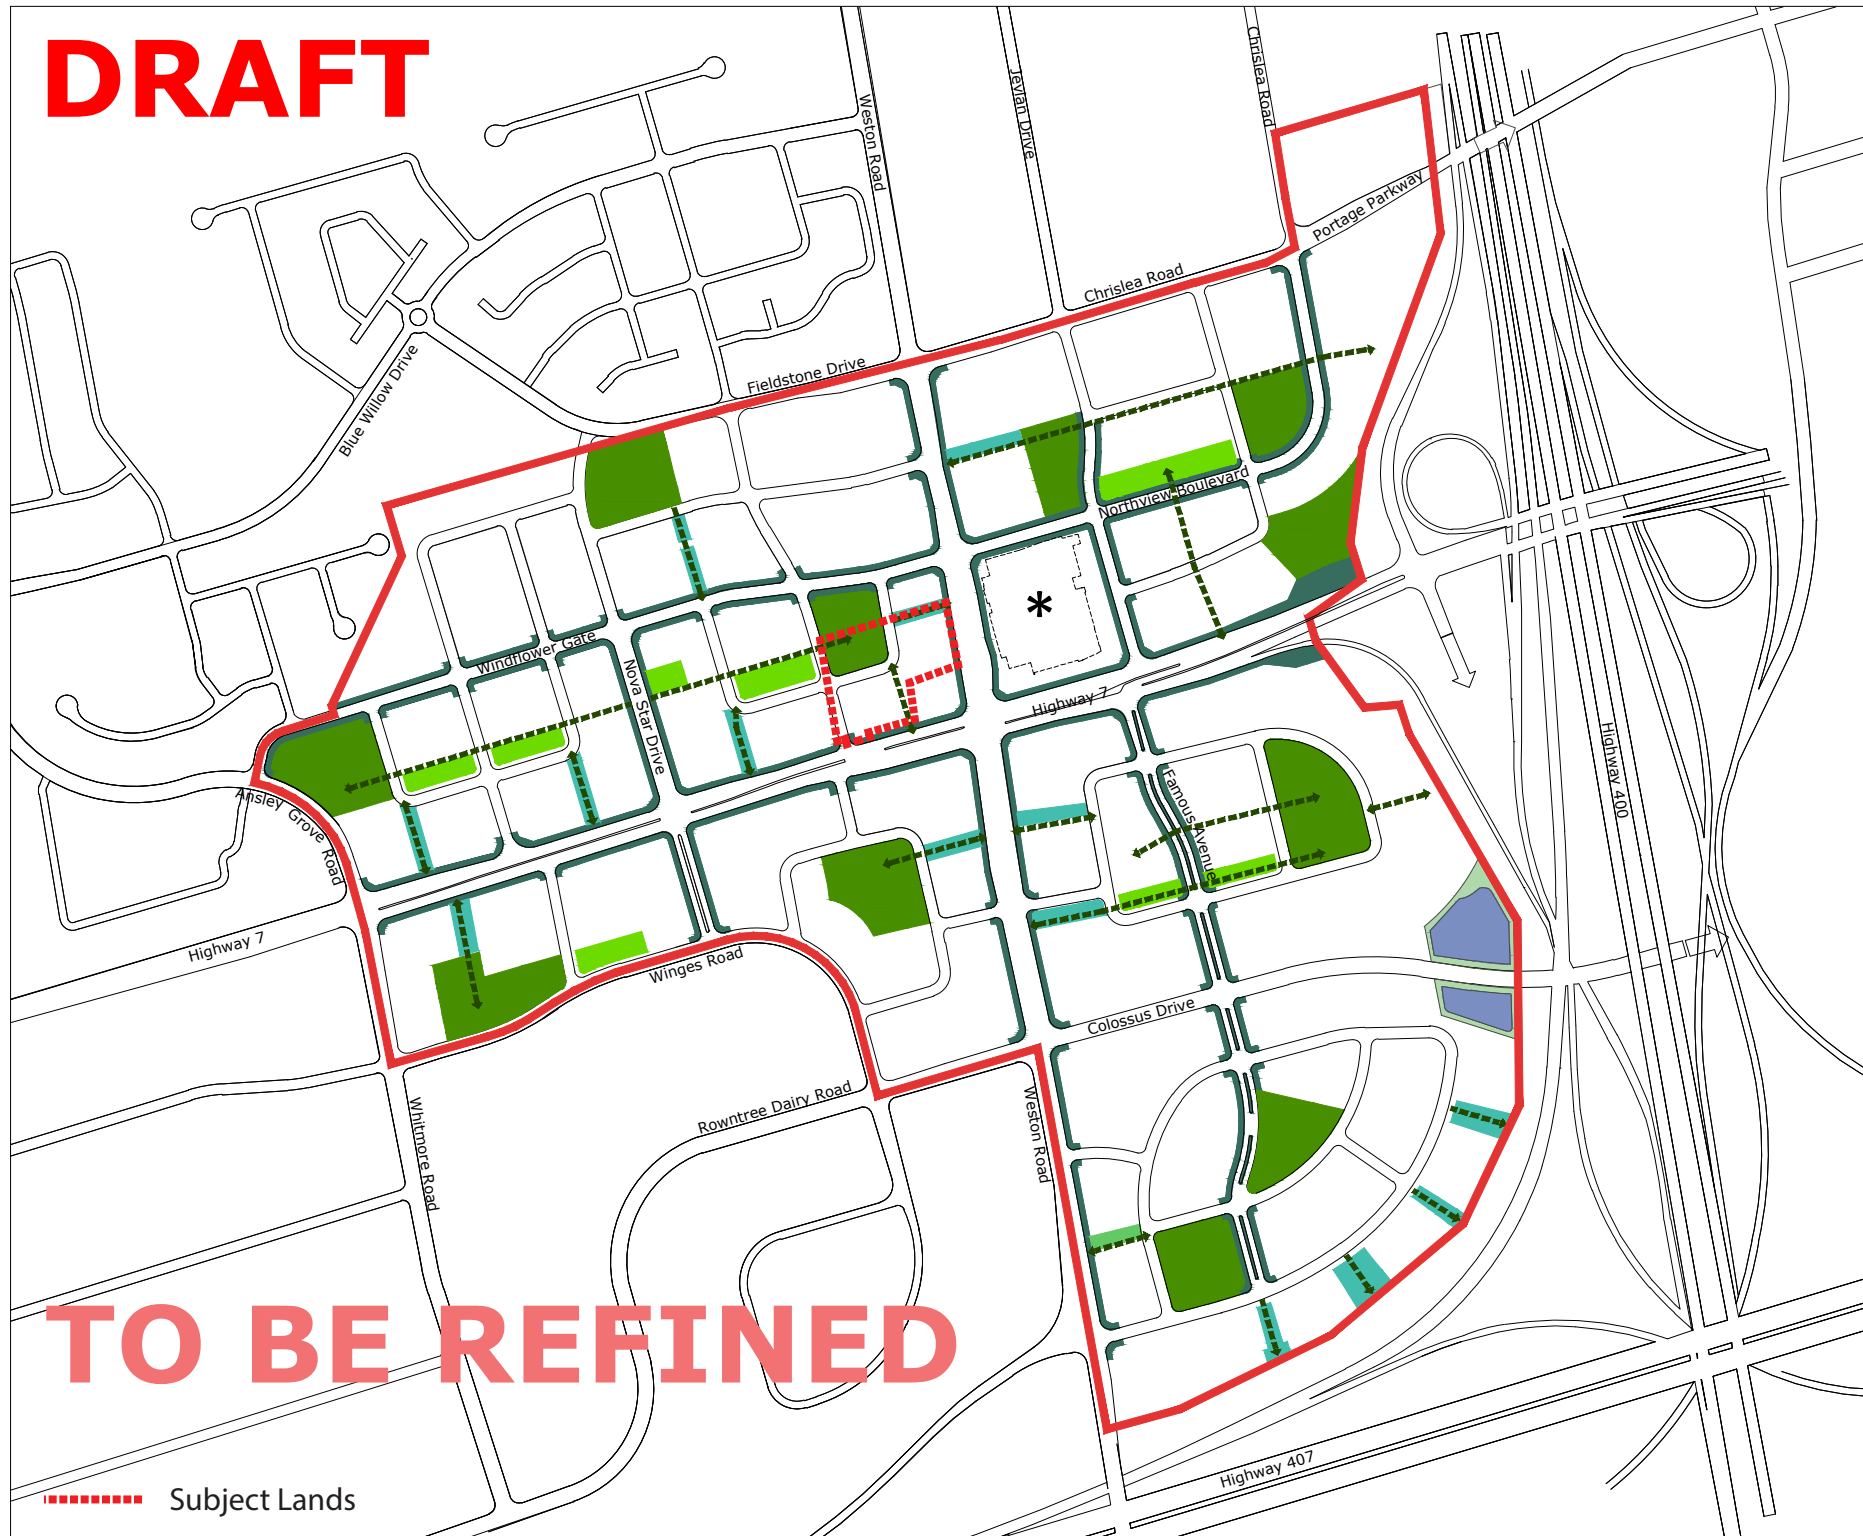 DRAFT
Weston Road
Jevlan Drive
Chrislea Road
Portage Parkway
Chrislea Road
Fieldstone Drive
Blue Willow Drive
Northview Boulevard
*
Windflower Gate
Nova Star Drive
Highway 7
Famous Avenue
Highway 400
Ansley Grove Road
Highway 7
Winges Road
Colossus Drive
Rowntree Dairy Road
Whitmore Road
Weston Road
TO BE REFINED
Highway 407
Subject Lands